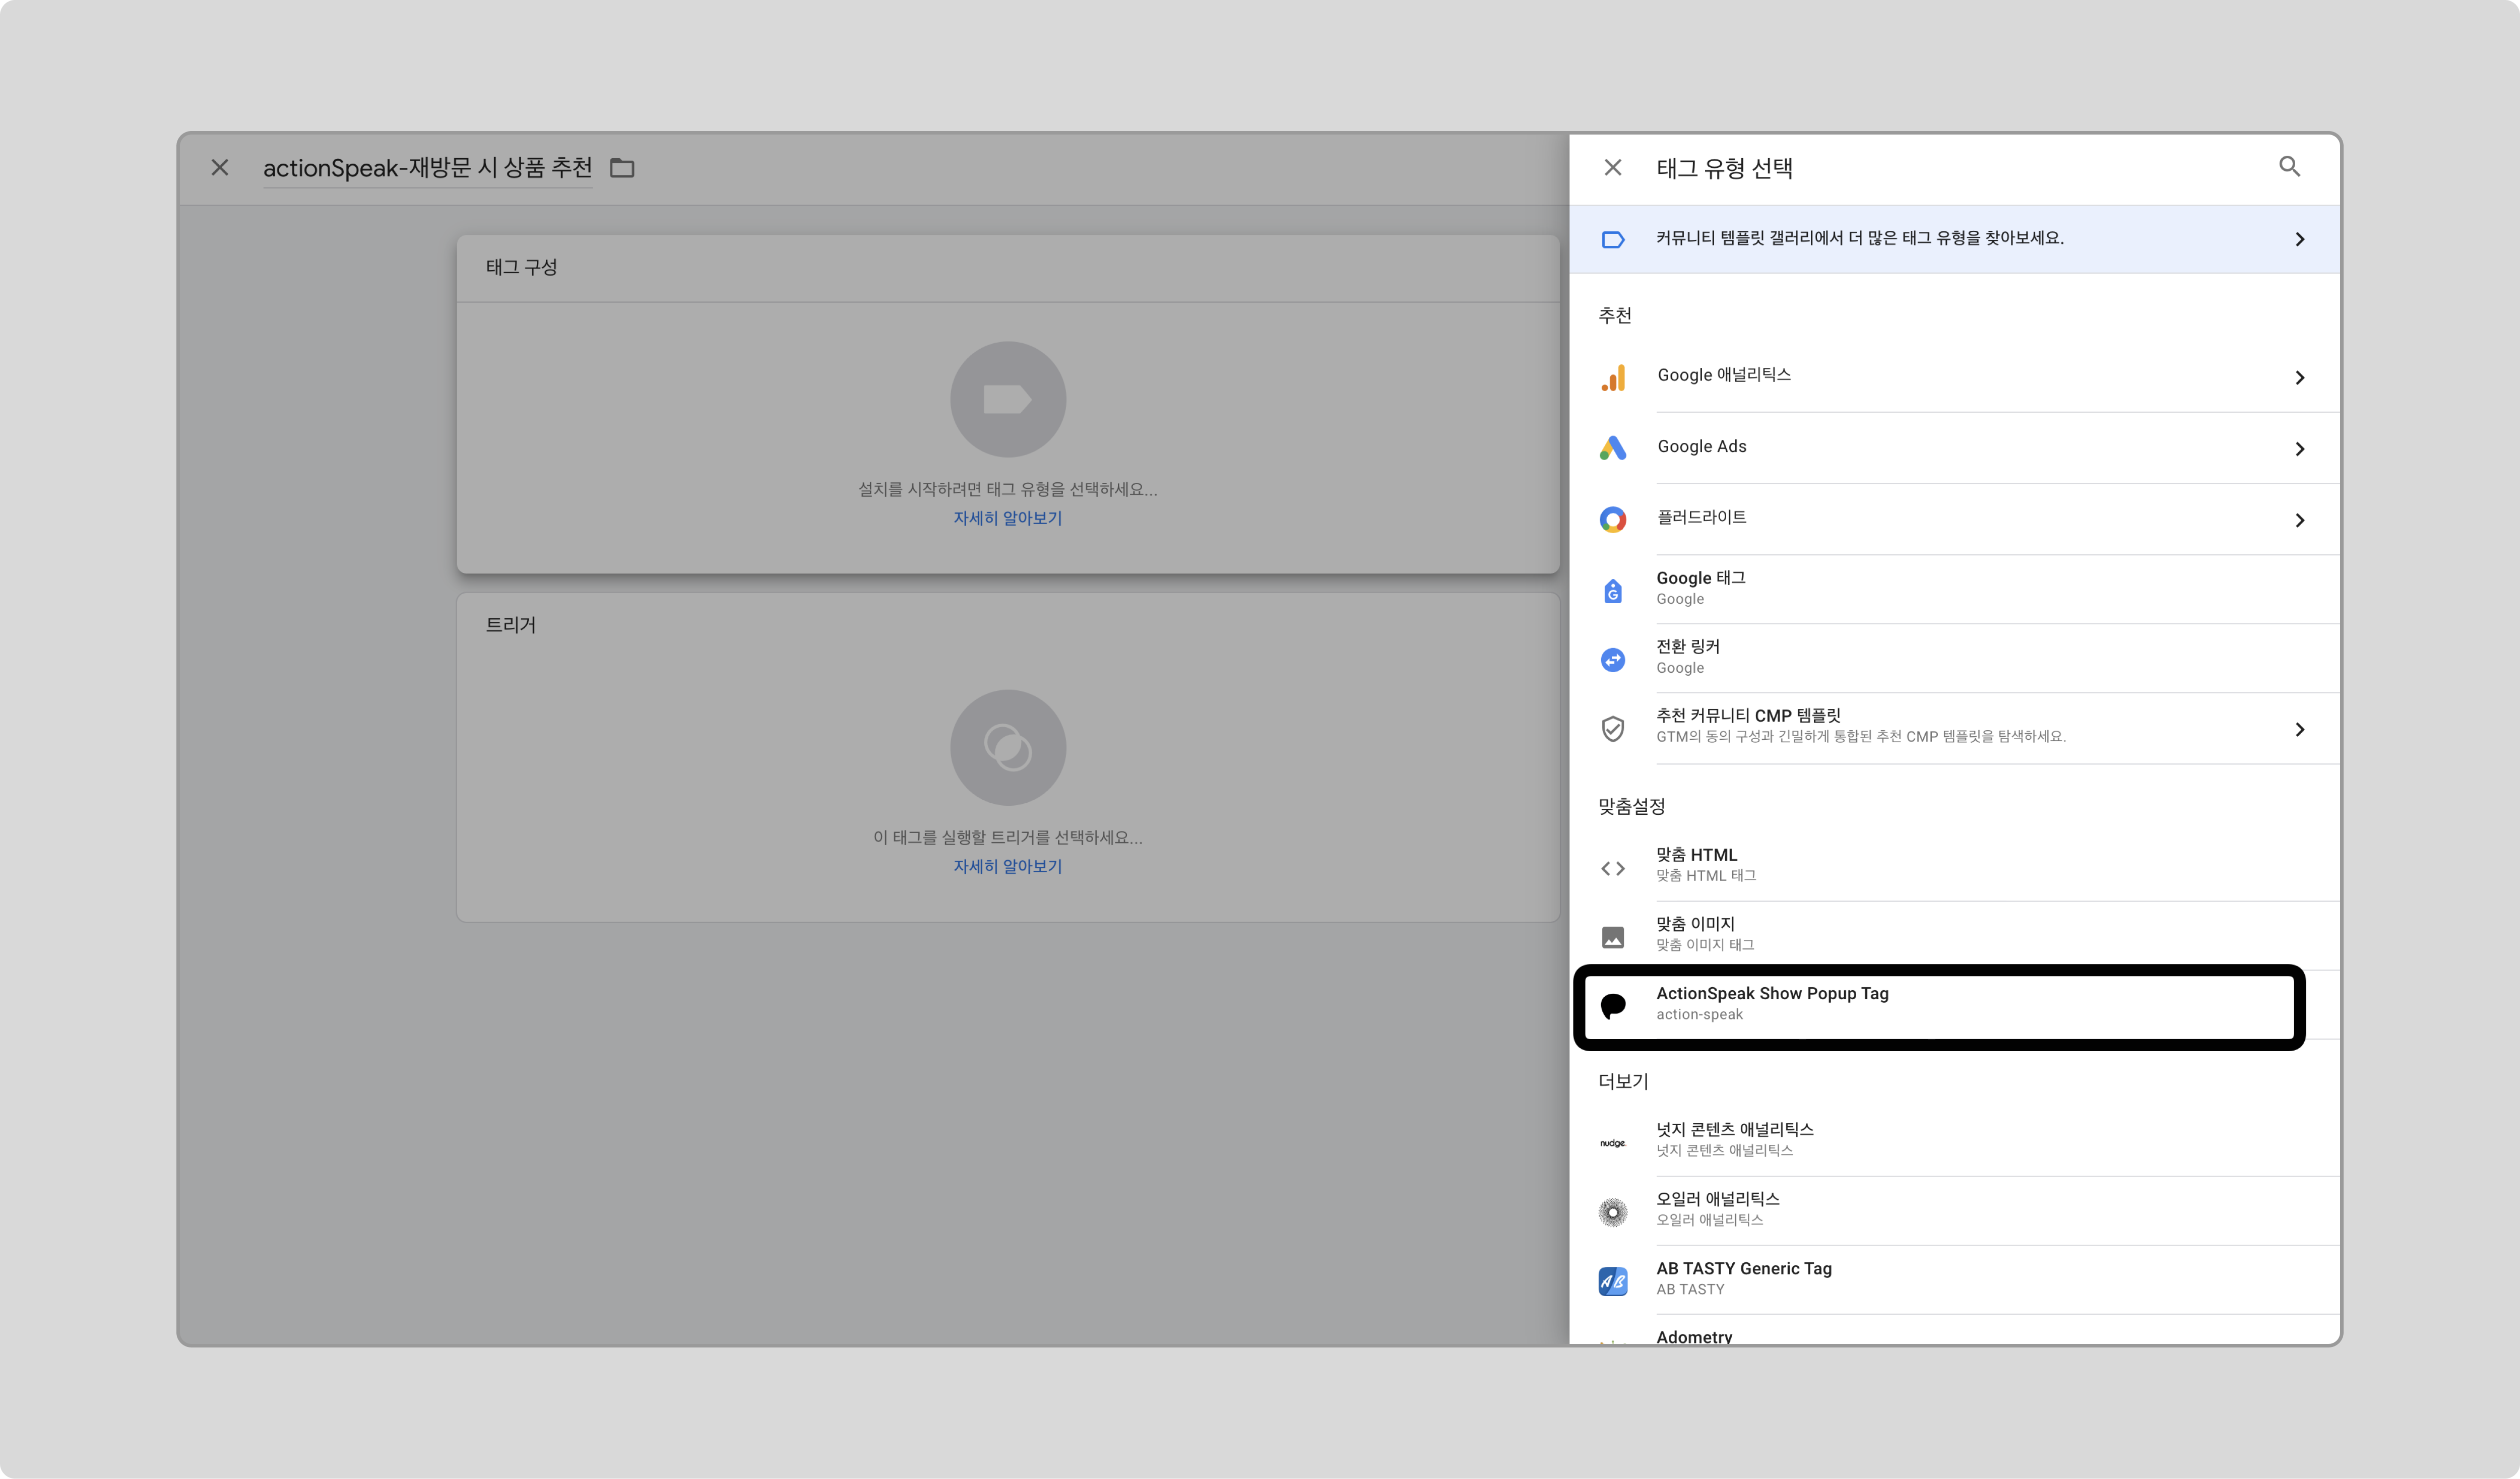 actionSpeak-재방문 시 상품 추천
태그 구성
설치를 시작하려면 태그 유형을 선택하세요...
자세히 알아보기
트리거
이 태그를 실행할 트리거를 선택하세요...
자세히 알아보기
태그 유형 선택
커뮤니티 템플릿 갤러리에서 더 많은 태그 유형을 찾아보세요.
추천
Google 애널리틱스
Google Ads
플러드라이트
Google 태그
Google
전환 링커
Google
추천 커뮤니티 CMP 템플릿
GTM의 동의 구성과 긴밀하게 통합된 추천 CMP 템플릿을 탐색하세요.
맞춤설정
맞춤 HTML
맞춤 HTML 태그
맞춤 이미지
맞춤 이미지 태그
ActionSpeak Show Popup Tag
action-speak
더보기
nudge.
넛지 콘텐츠 애널리틱스
넛지 콘텐츠 애널리틱스
오일러 애널리틱스
오일러 애널리틱스
AB
AB TASTY Generic Tag
AB TASTY
Adometry